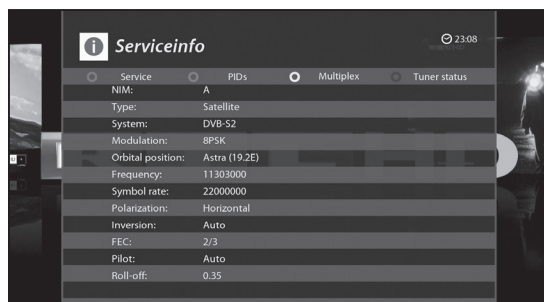 Serviceinfo
23:08
Service PIDs Multiplex Tuner status
NIM: A
Type: Satellite
System: DVB-S2
Modulation: 8PSK
Orbital position: Astra (19.2E)
Frequency: 11303000
Symbol rate: 22000000
Polarization: Horizontal
Inversion: Auto
FEC: 2/3
Pilot: Auto
Roll-off: 0.35